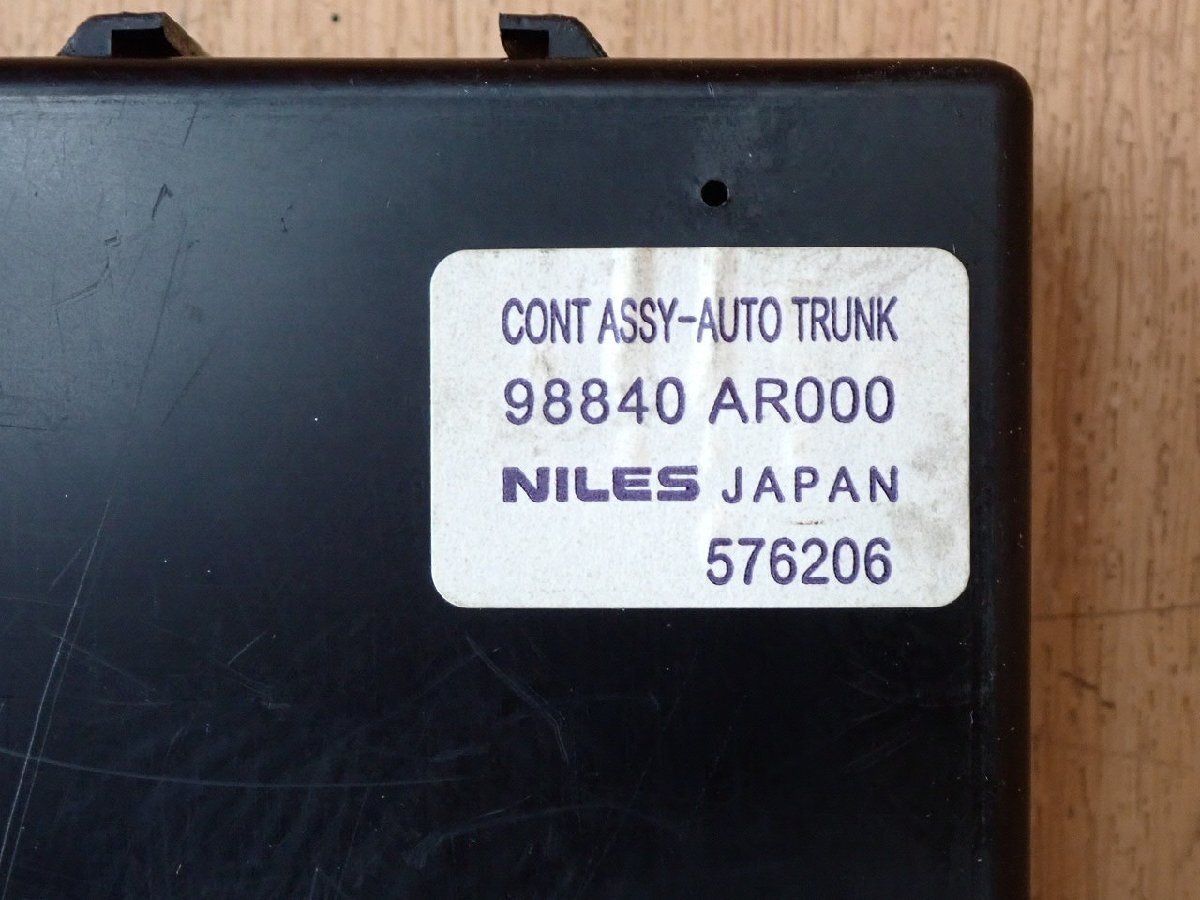 CONT ASSY-AUTO TRUNK
98840 AR000
NILES JAPAN
576206